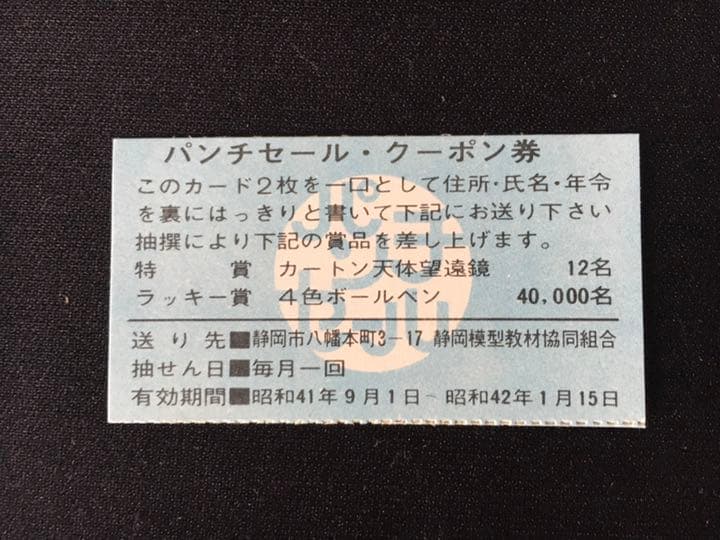 パンチセール・クーポン券
このカード2枚を一口として住所・氏名・年令
を裏にはっきりと書いて下記にお送り下さい
抽撰により下記の賞品を差し上げます。
特賞 カートン天体望遠鏡 12名
ラッキー賞 4色ボールペン 40,000名
送り先■静岡市八幡本町3-17 静岡模型教材協同組合
抽せん日■毎月一回
有効期間■昭和41年9月1日～昭和42年1月15日
パンチ
セール